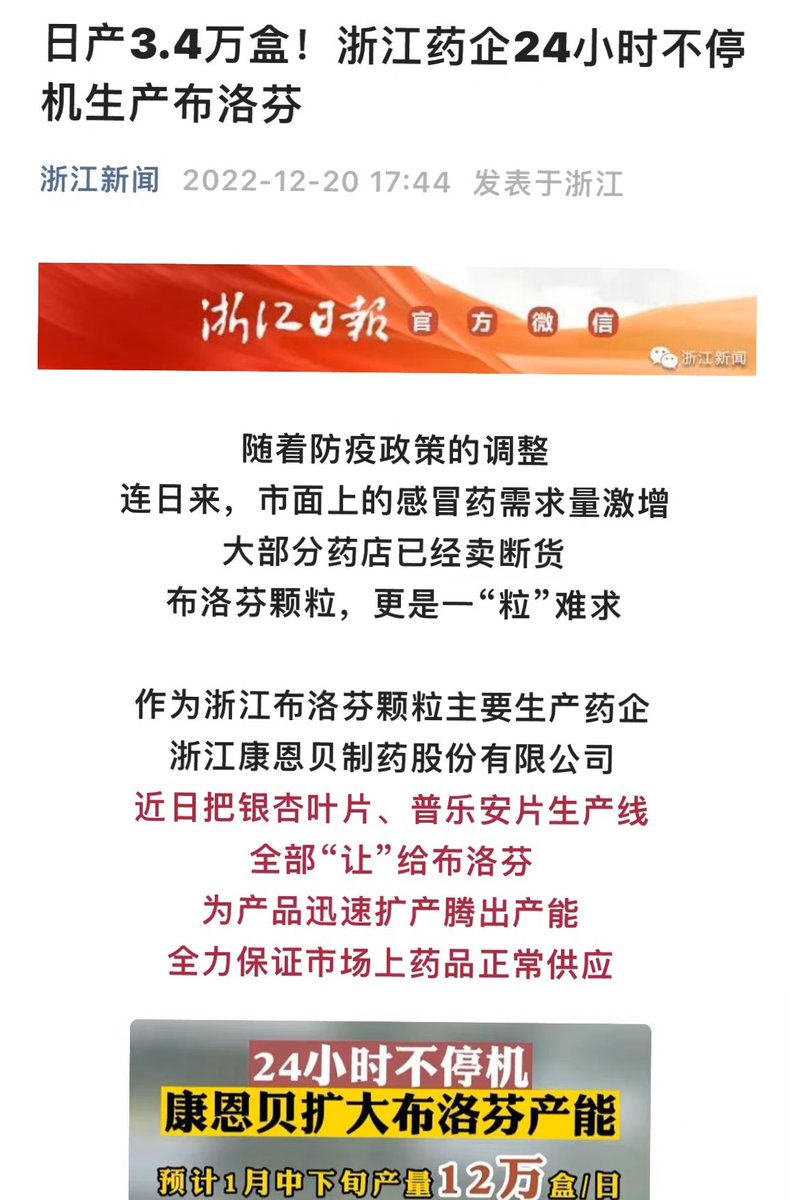 日产3.4万盒！浙江药企24小时不停
机生产布洛芬
浙江新闻 2022-12-20 17:44 发表于浙江
浙江日报 官方微信
浙江新闻
随着防疫政策的调整
连日来，市面上的感冒药需求量激增
大部分药店已经卖断货
布洛芬颗粒，更是一“粒”难求
作为浙江布洛芬颗粒主要生产药企
浙江康恩贝制药股份有限公司
近日把银杏叶片、普乐安片生产线
全部“让”给布洛芬
为产品迅速扩产腾出产能
全力保证市场上药品正常供应
24小时不停机
康恩贝扩大布洛芬产能
预计1月中下旬产量12万盒/日